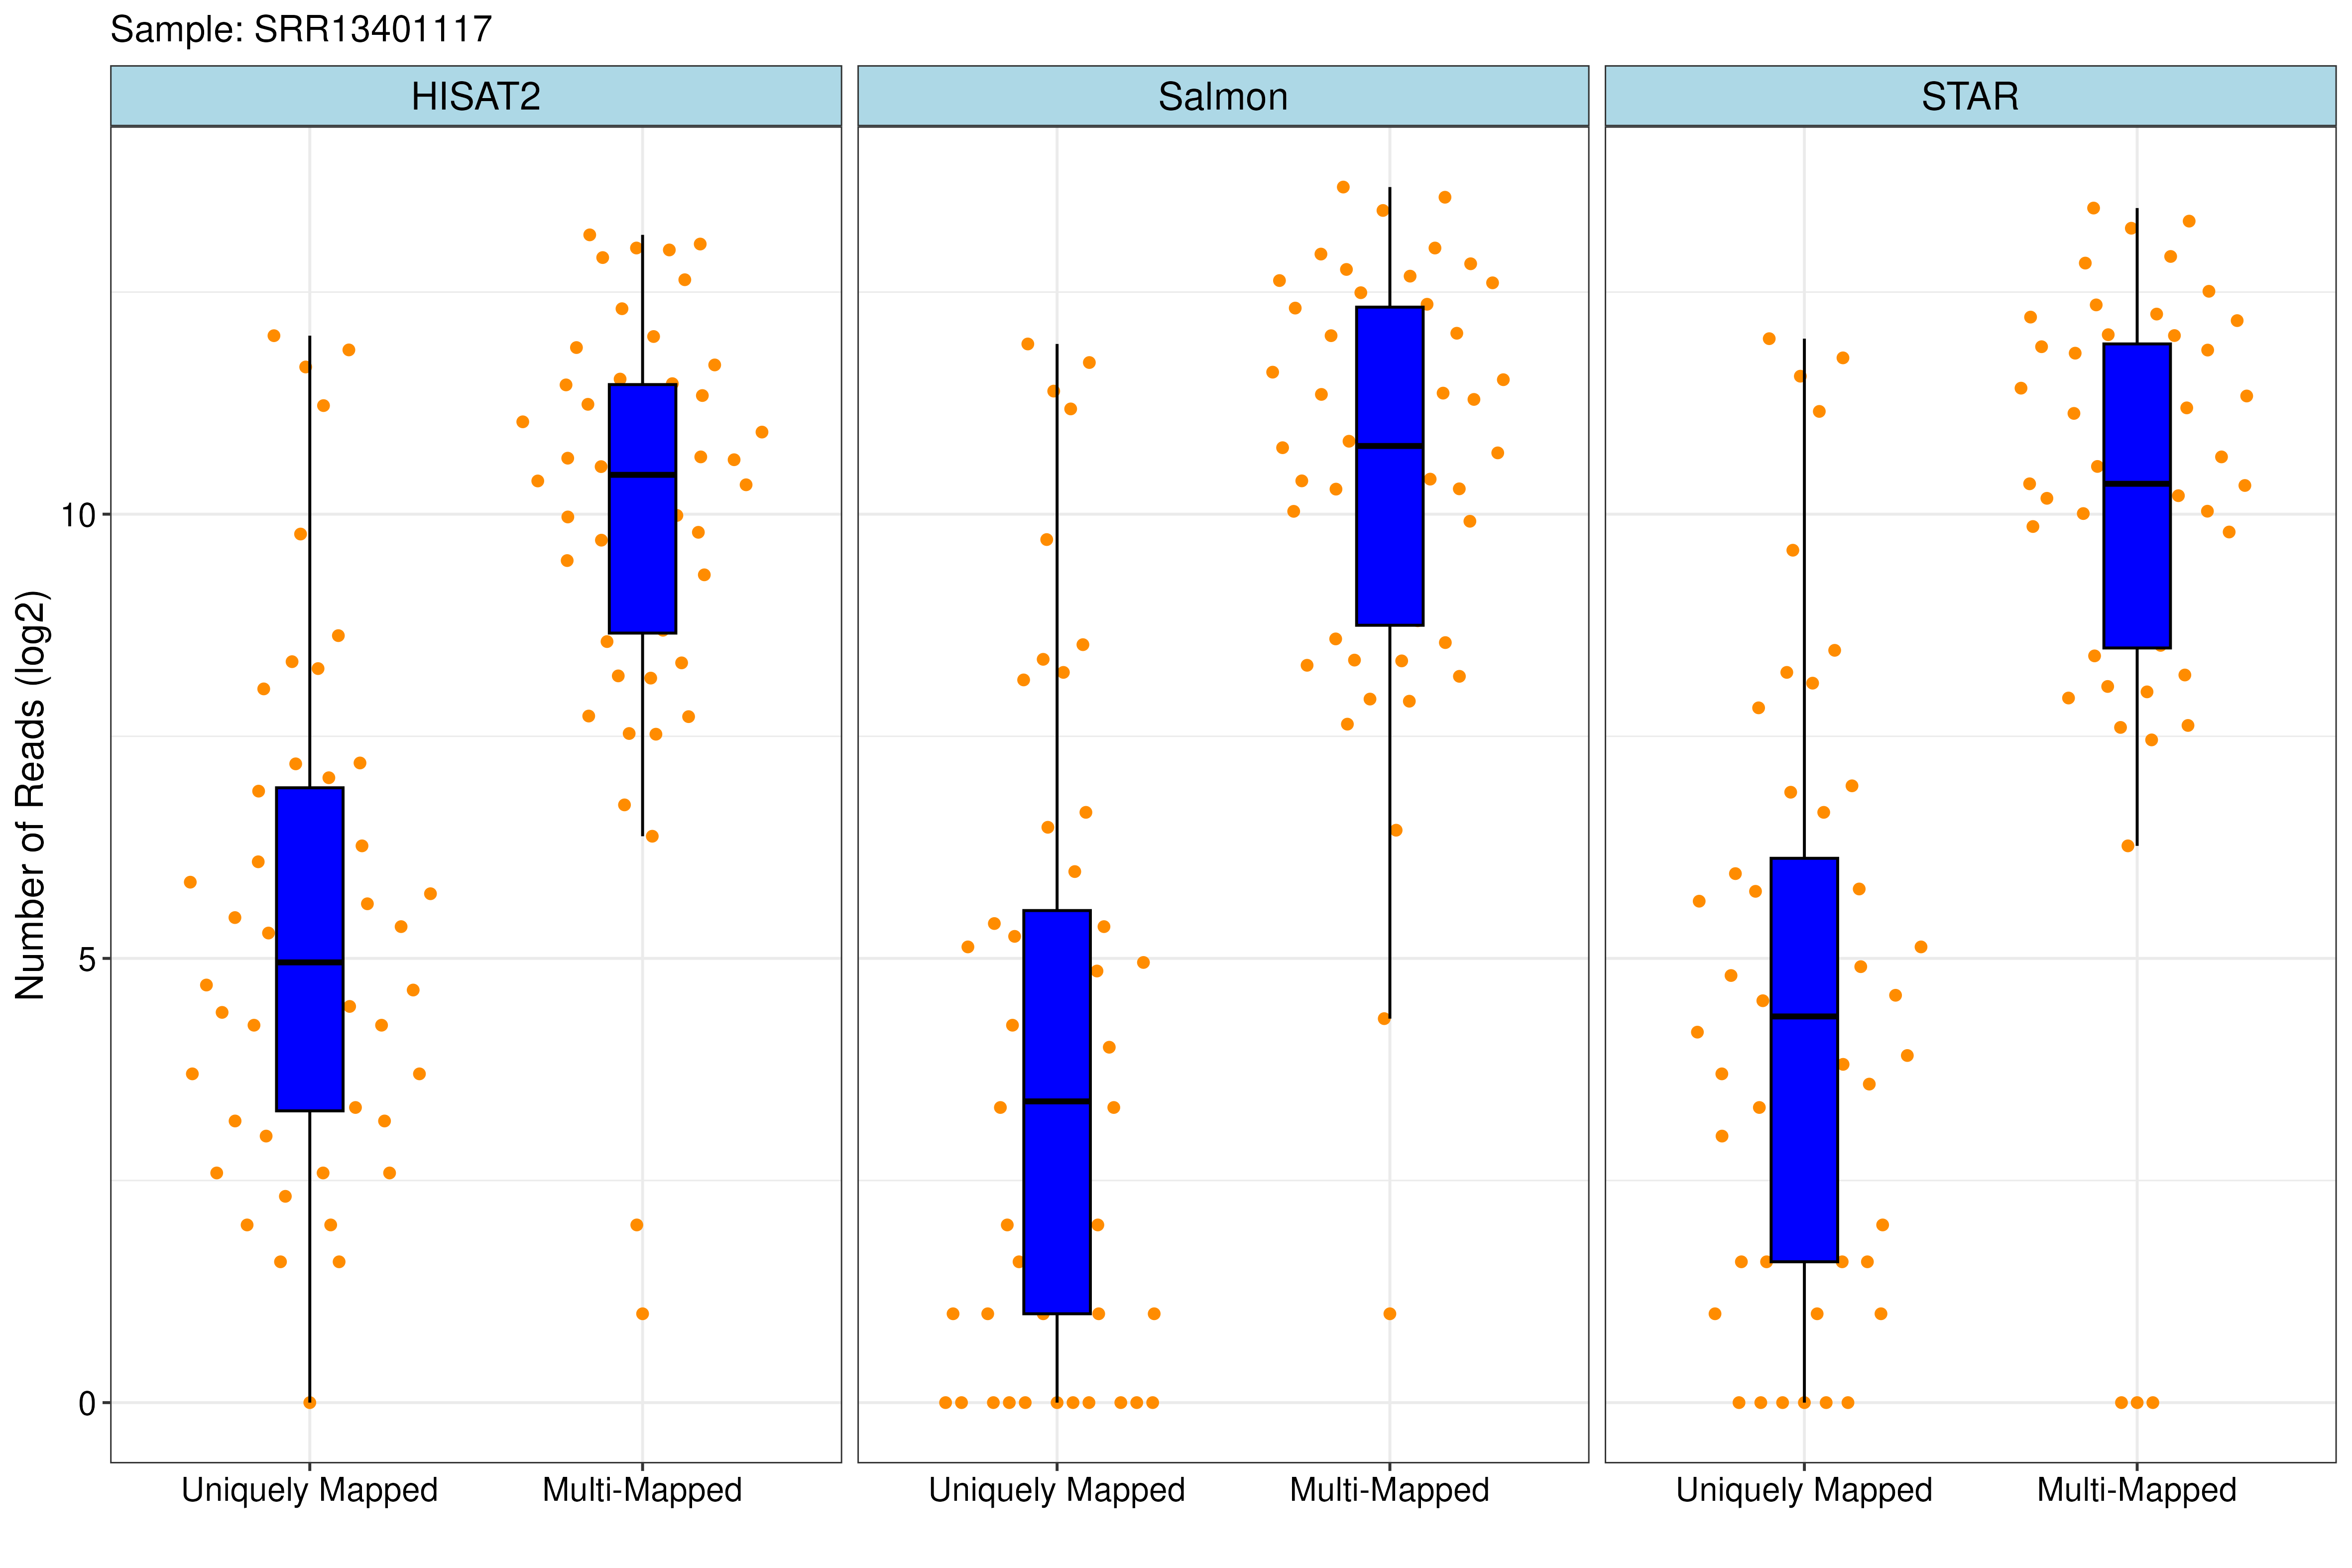 Sample: SRR13401117
HISAT2
Salmon
STAR
Number of Reads (log2)
10
5
0
Uniquely Mapped
Multi-Mapped
Uniquely Mapped
Multi-Mapped
Uniquely Mapped
Multi-Mapped